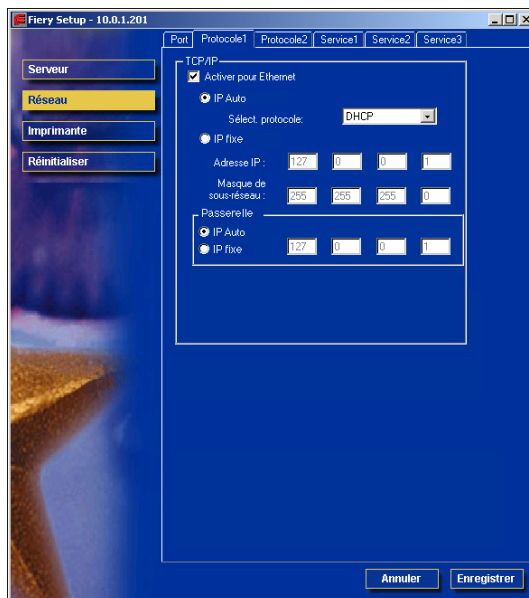 Fiery Setup - 10.0.1.201
Port Protocole1 Protocole2 Service1 Service2 Service3
Serveur
Réseau
Imprimante
Réinitialiser
TCP/IP
Activer pour Ethernet
IP Auto
Sélect. protocole: DHCP
IP fixe
Adresse IP : 127 0 0 1
Masque de
sous-réseau : 255 255 255 0
Passerelle
IP Auto
IP fixe 127 0 0 1
Annuler Enregistrer